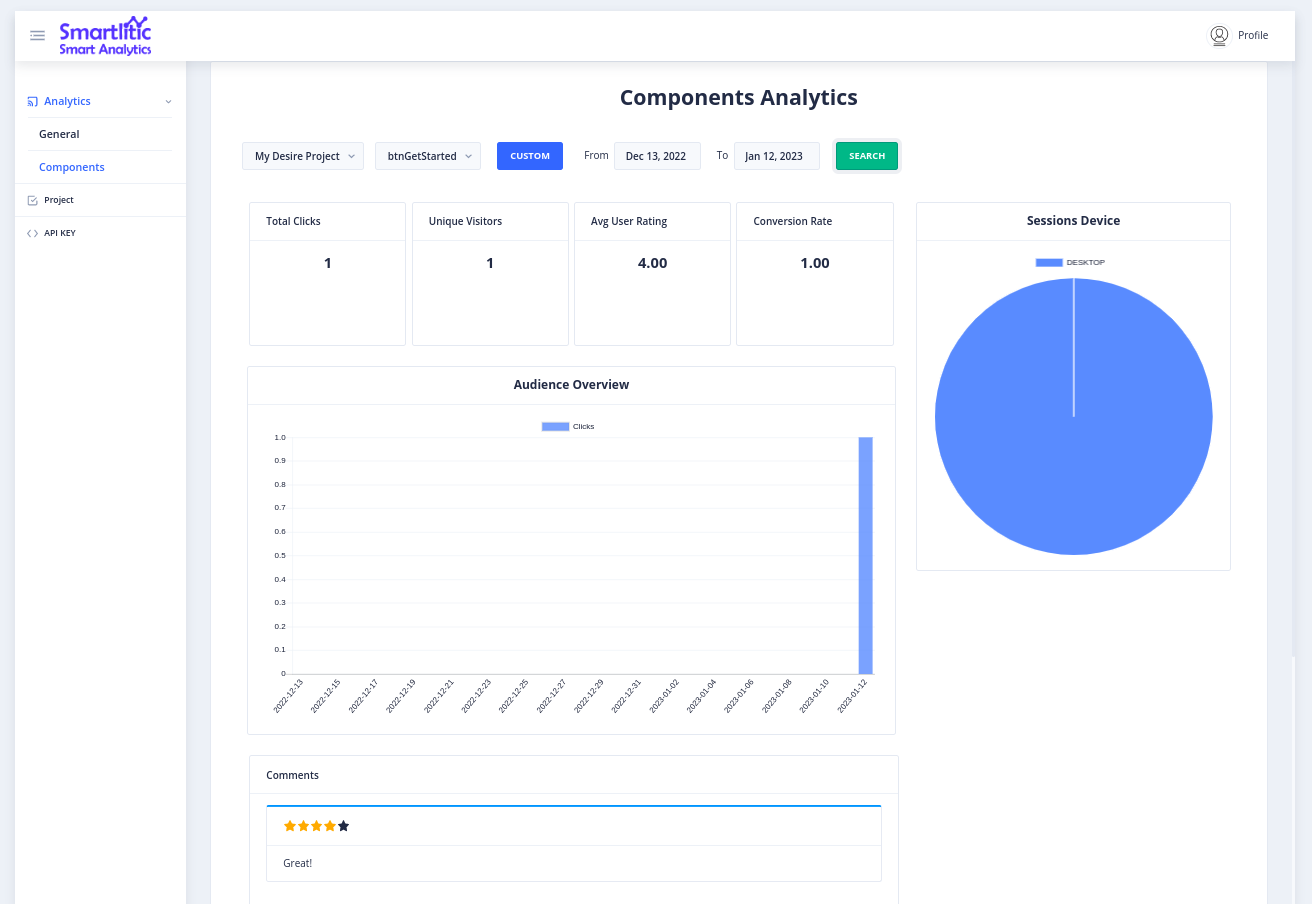 Smartlitic
Smart Analytics
Profile
Analytics
General
Components
Project
API KEY
Components Analytics
My Desire Project
btnGetStarted
CUSTOM
From
Dec 13, 2022
To
Jan 12, 2023
SEARCH
Total Clicks
1
Unique Visitors
1
Avg User Rating
4.00
Conversion Rate
1.00
Sessions Device
DESKTOP
Audience Overview
Clicks
1.0
0.9
0.8
0.7
0.6
0.5
0.4
0.3
0.2
0.1
0
2022-12-13
2022-12-15
2022-12-17
2022-12-19
2022-12-21
2022-12-23
2022-12-25
2022-12-27
2022-12-29
2022-12-31
2023-01-02
2023-01-04
2023-01-06
2023-01-08
2023-01-10
2023-01-12
Comments
Great!